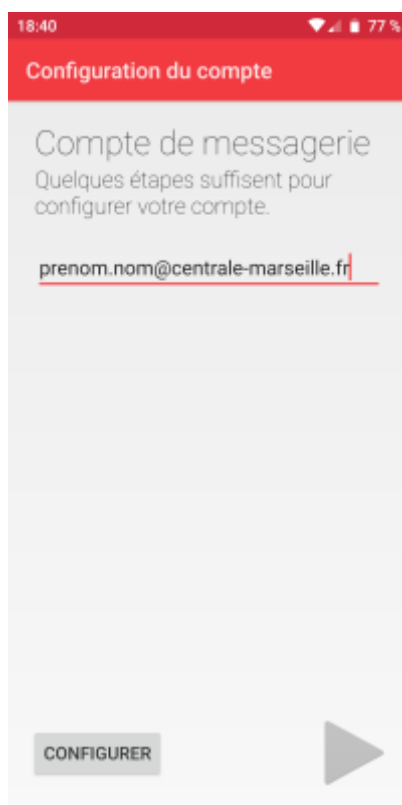 18:40 77 %
Configuration du compte
Compte de messagerie
Quelques étapes suffisent pour
configurer votre compte.
prenom.nom@centrale-marseille.fr
CONFIGURER